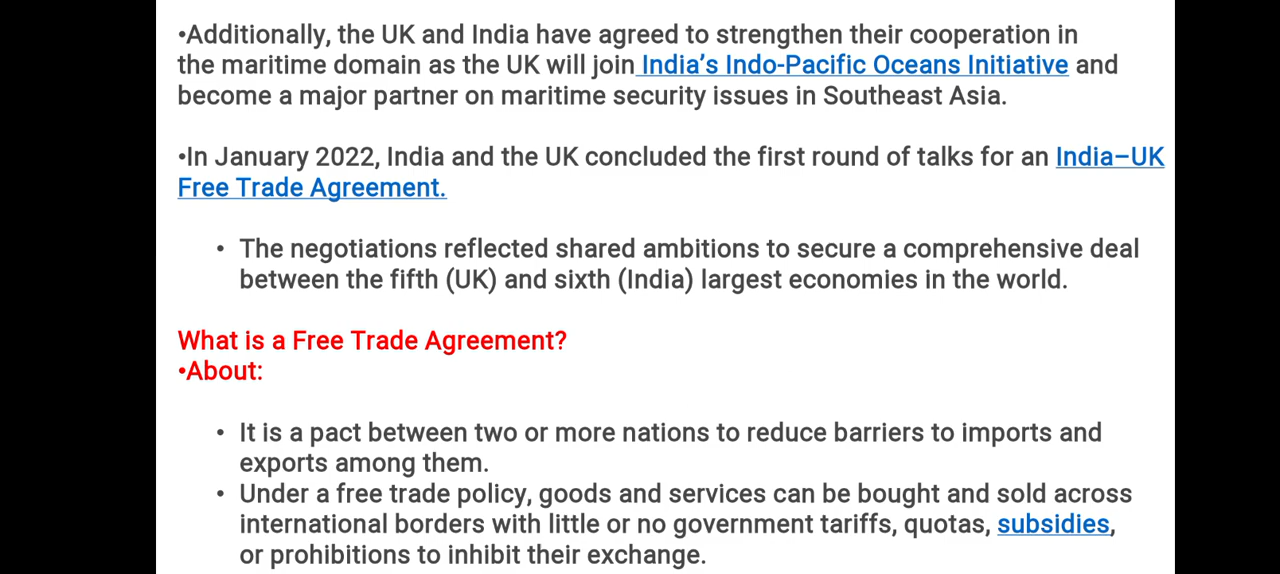 •Additionally, the UK and India have agreed to strengthen their cooperation in
the maritime domain as the UK will join India’s Indo-Pacific Oceans Initiative and
become a major partner on maritime security issues in Southeast Asia.
•In January 2022, India and the UK concluded the first round of talks for an India–UK
Free Trade Agreement.
• The negotiations reflected shared ambitions to secure a comprehensive deal
between the fifth (UK) and sixth (India) largest economies in the world.
What is a Free Trade Agreement?
•About:
• It is a pact between two or more nations to reduce barriers to imports and
exports among them.
• Under a free trade policy, goods and services can be bought and sold across
international borders with little or no government tariffs, quotas, subsidies,
or prohibitions to inhibit their exchange.